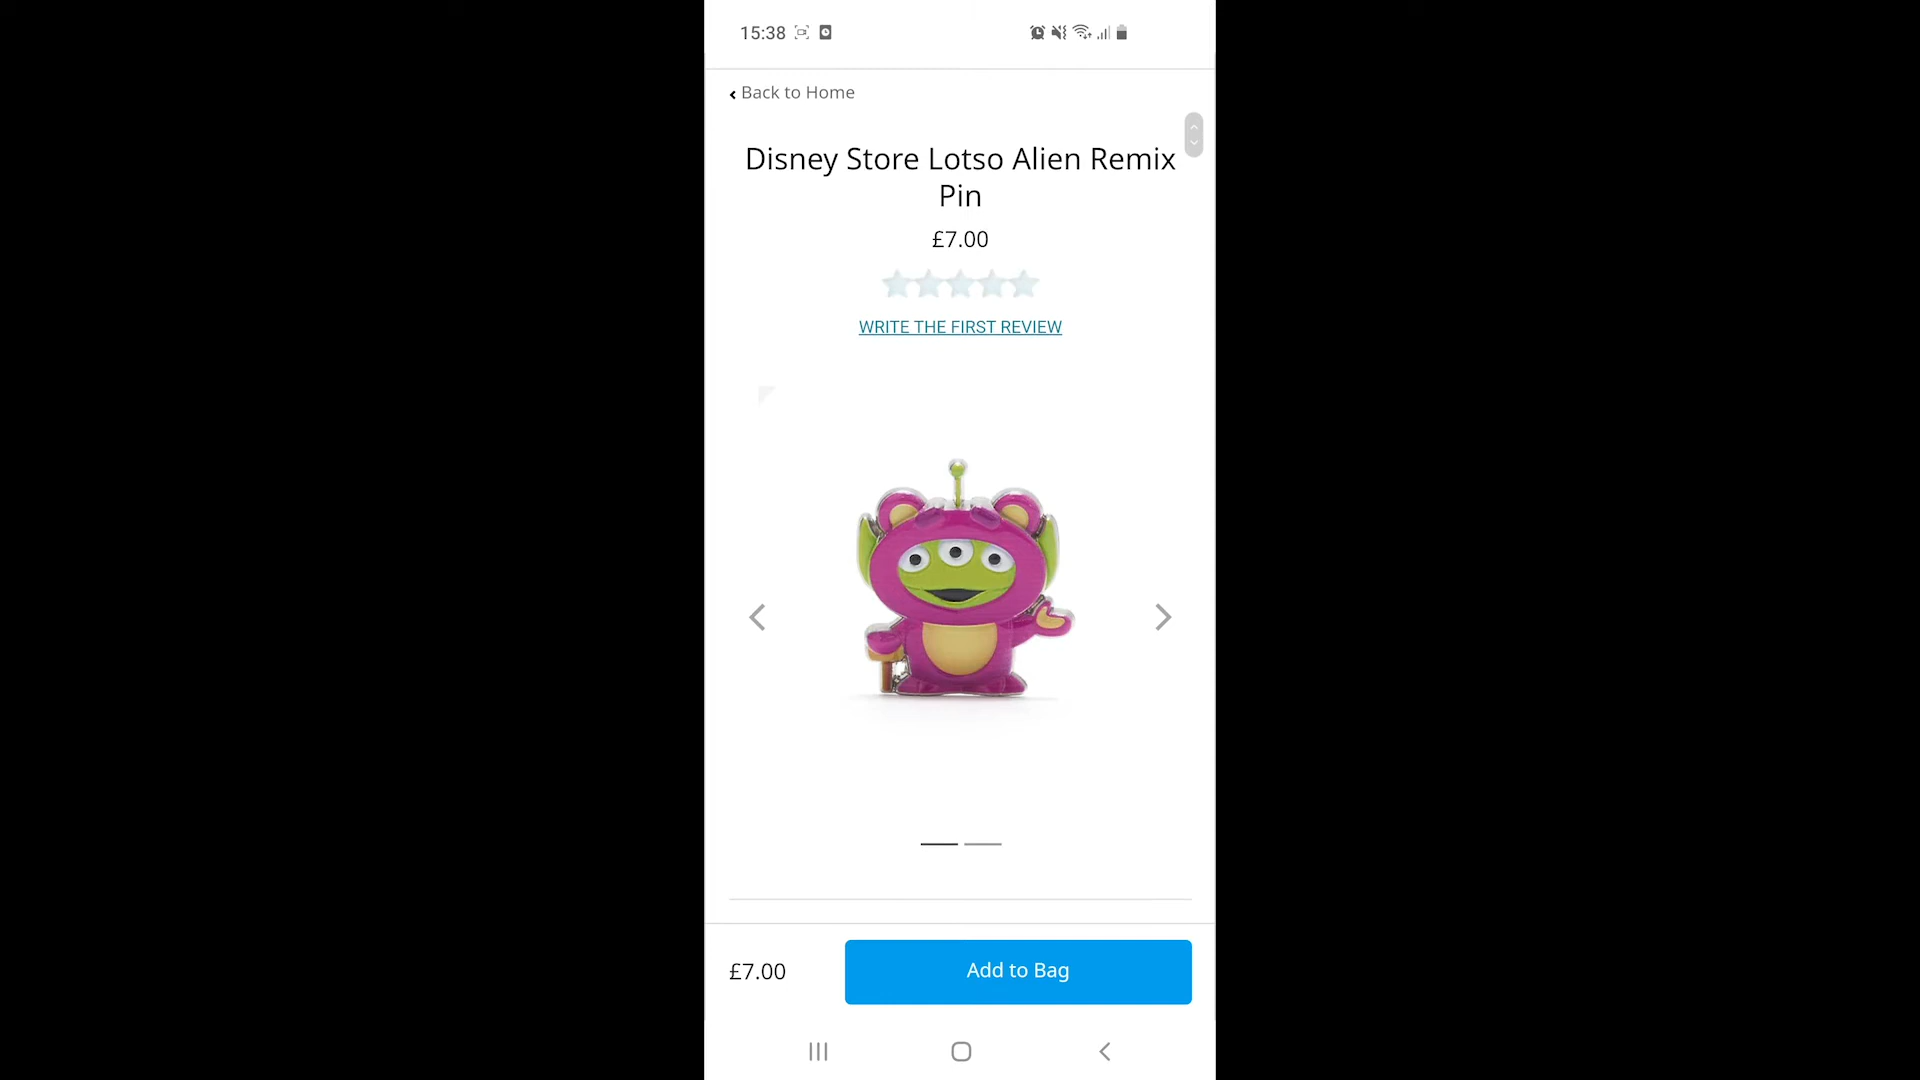 15:38
Back to Home
Disney Store Lotso Alien Remix
Pin
£7.00
WRITE THE FIRST REVIEW
£7.00
Add to Bag